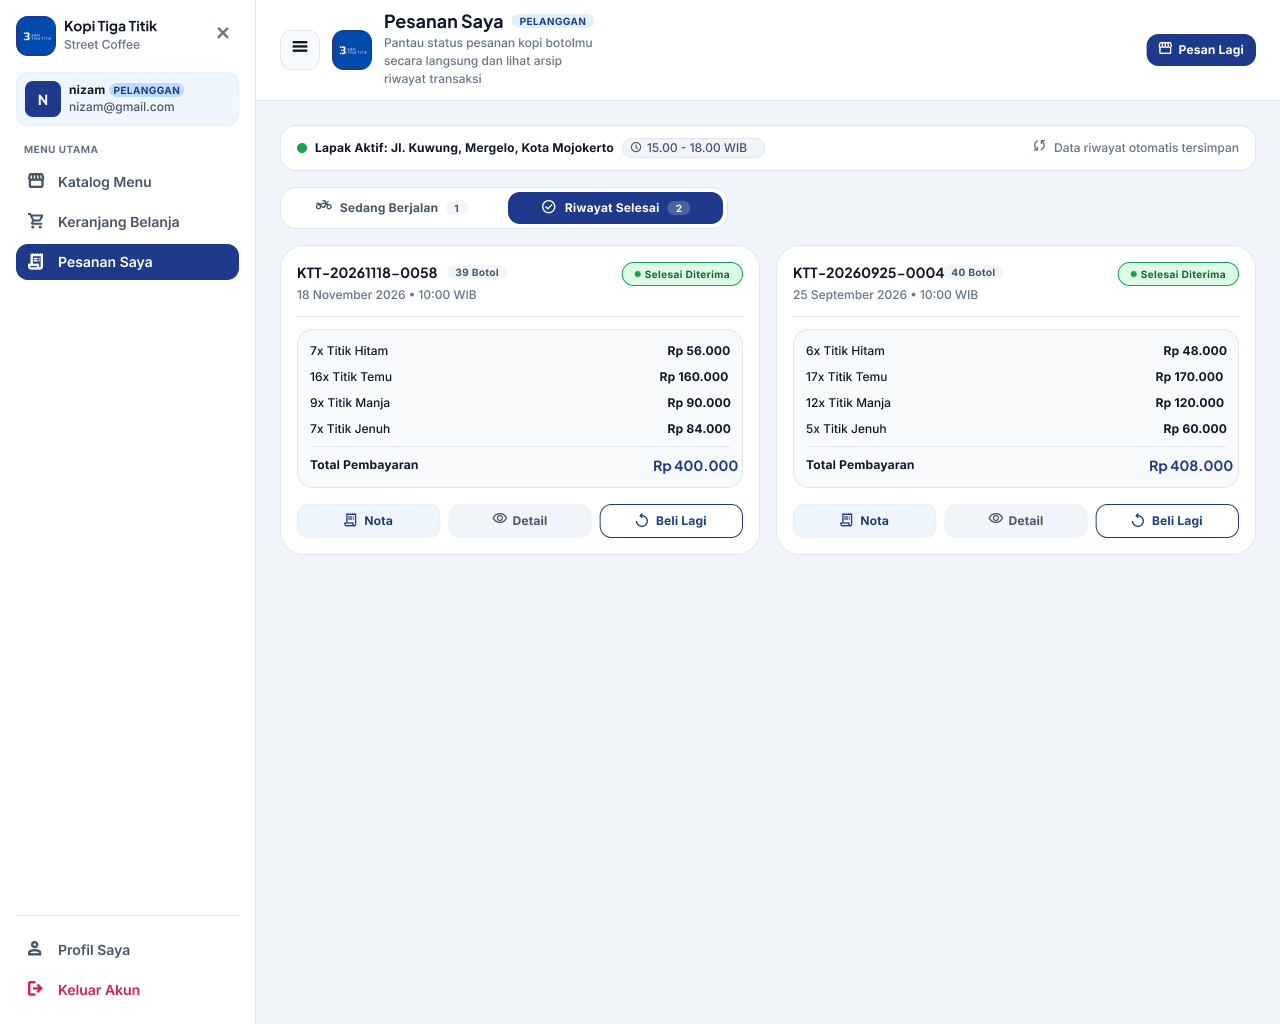 Kopi Tiga Titik
Street Coffee
N
nizam PELANGGAN
nizam@gmail.com
MENU UTAMA
Katalog Menu
Keranjang Belanja
Pesanan Saya
Profil Saya
Keluar Akun
Pesanan Saya PELANGGAN
Pantau status pesanan kopi botolmu
secara langsung dan lihat arsip
riwayat transaksi
Pesan Lagi
Lapak Aktif: Jl. Kuwung, Mergelo, Kota Mojokerto 15.00 - 18.00 WIB
Data riwayat otomatis tersimpan
Sedang Berjalan 1
Riwayat Selesai 2
KTT-20261118-0058 39 Botol
Selesai Diterima
18 November 2026 • 10:00 WIB
7x Titik Hitam Rp 56.000
16x Titik Temu Rp 160.000
9x Titik Manja Rp 90.000
7x Titik Jenuh Rp 84.000
Total Pembayaran Rp 400.000
Nota Detail Beli Lagi
KTT-20260925-0004 40 Botol
Selesai Diterima
25 September 2026 • 10:00 WIB
6x Titik Hitam Rp 48.000
17x Titik Temu Rp 170.000
12x Titik Manja Rp 120.000
5x Titik Jenuh Rp 60.000
Total Pembayaran Rp 408.000
Nota Detail Beli Lagi